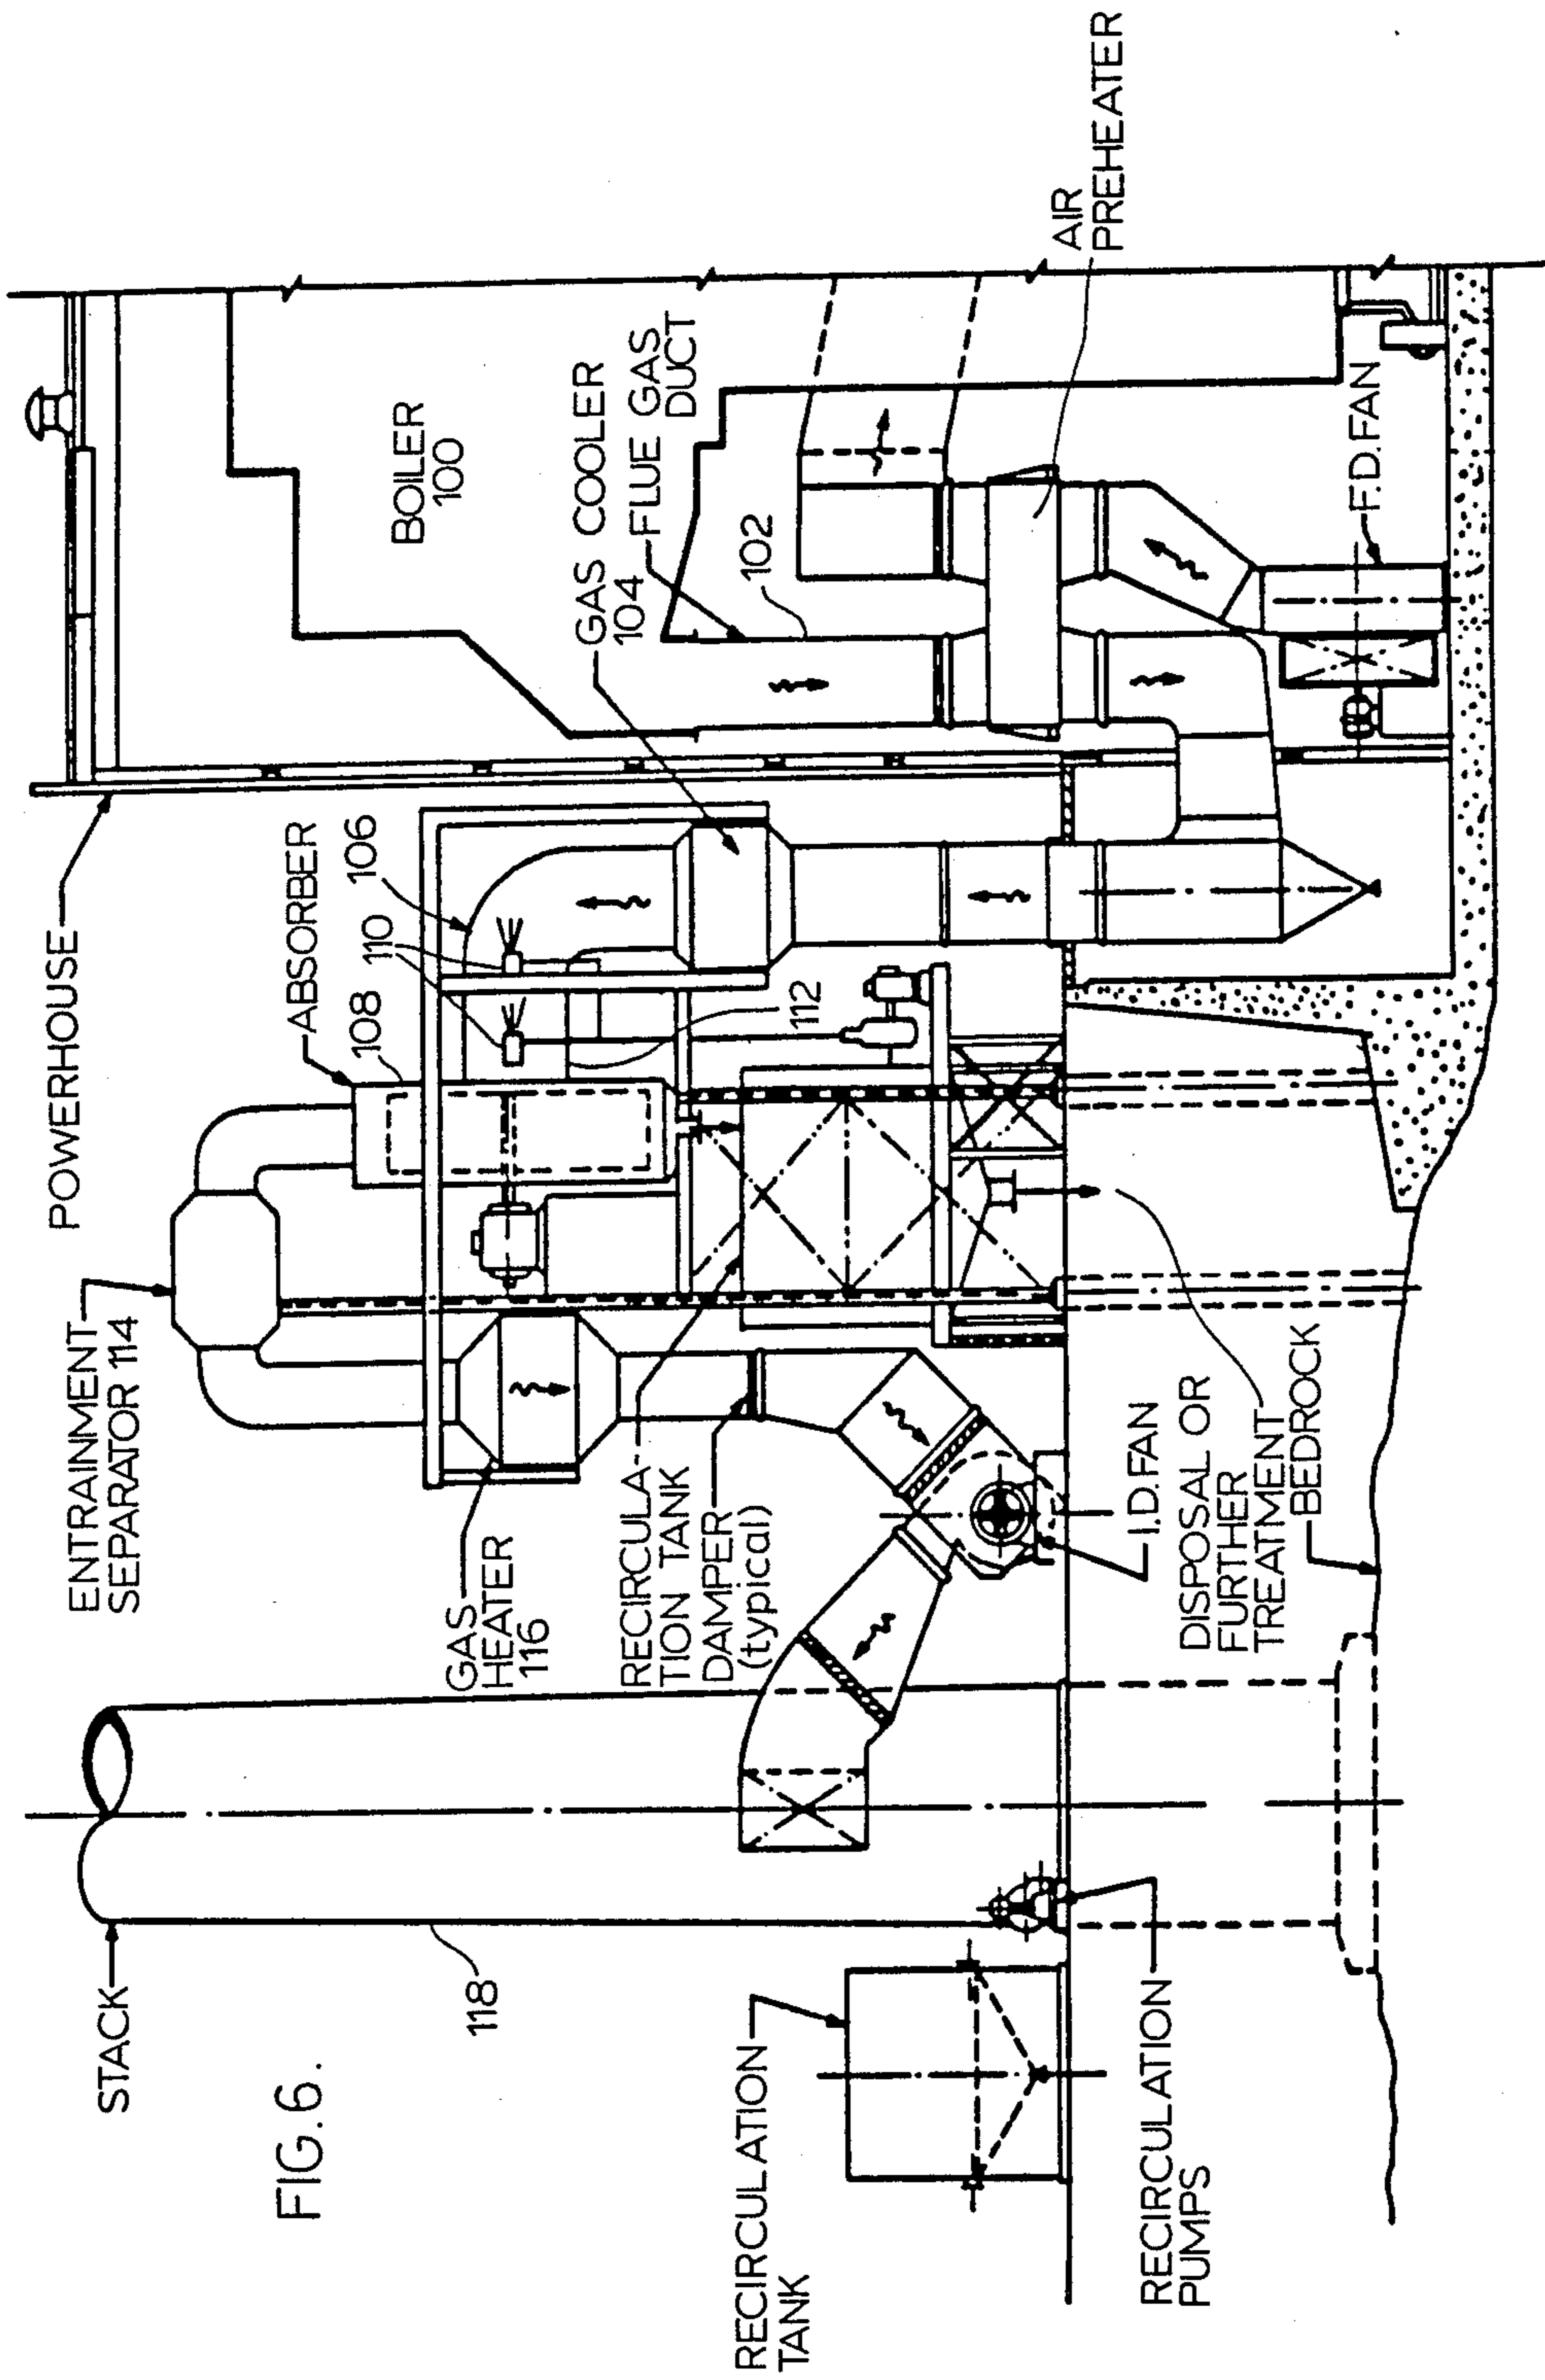 FIG.6.
STACK
118
RECIRCULATION
TANK
RECIRCULATION
PUMPS
ENTRAINMENT
SEPARATOR 114
GAS
HEATER
116
RECIRCULA-
TION TANK
DAMPER
(typical)
I.D.FAN
DISPOSAL OR
FURTHER
TREATMENT
BEDROCK
POWERHOUSE
ABSORBER
108
110
106
112
BOILER
100
GAS COOLER
104
FLUE GAS
DUCT
102
AIR
PREHEATER
F.D.FAN